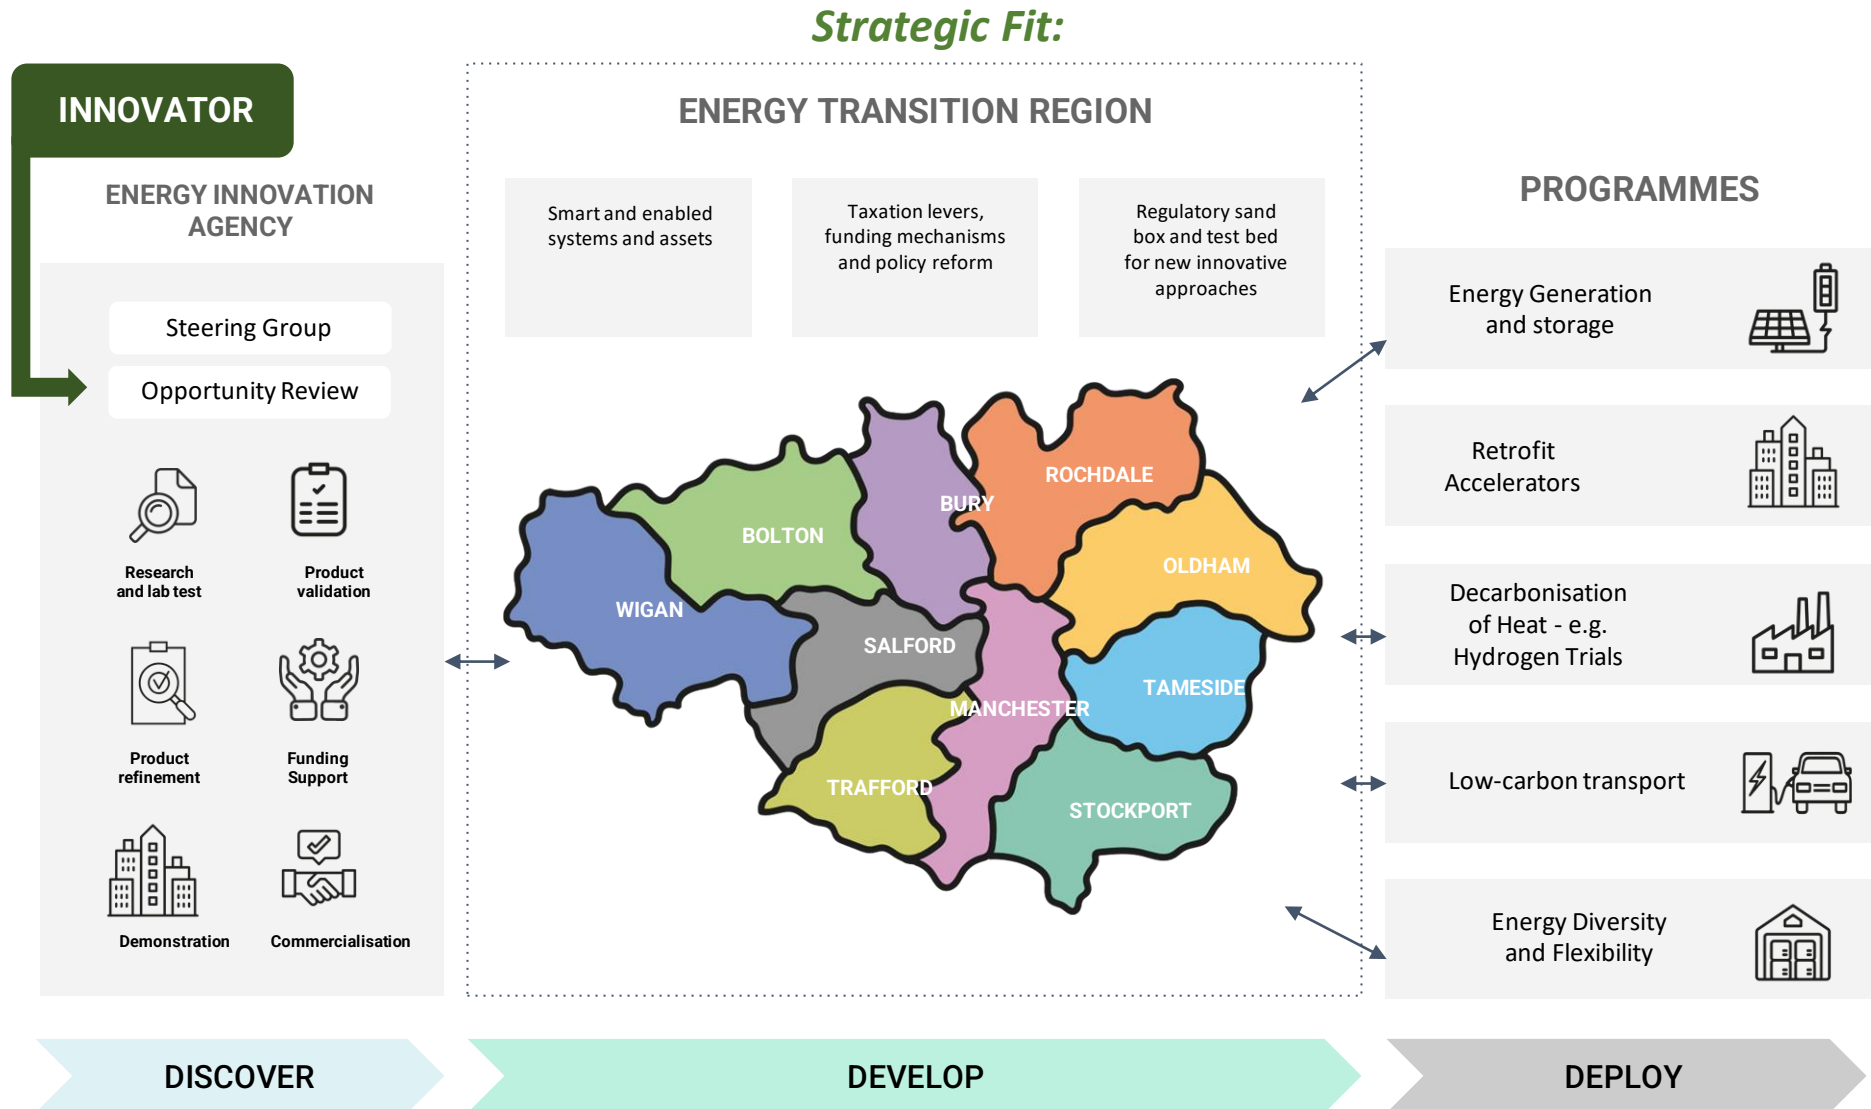 Strategic Fit:
INNOVATOR
ENERGY INNOVATION
AGENCY
Steering Group
Opportunity Review
Research
and lab test
Product
validation
Product
refinement
Funding
Support
Demonstration
Commercialisation
ENERGY TRANSITION REGION
Smart and enabled
systems and assets
Taxation levers,
funding mechanisms
and policy reform
Regulatory sand
box and test bed
for new innovative
approaches
ROCHDALE
BURY
BOLTON
OLDHAM
WIGAN
SALFORD
TAMESIDE
MANCHESTER
TRAFFORD
STOCKPORT
PROGRAMMES
Energy Generation
and storage
Retrofit
Accelerators
Decarbonisation
of Heat - e.g.
Hydrogen Trials
Low-carbon transport
Energy Diversity
and Flexibility
DISCOVER
DEVELOP
DEPLOY